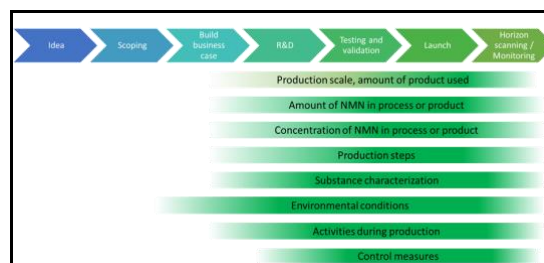 Idea
Scoping
Build
business
case
R&D
Testing and
validation
Launch
Horizon
scanning /
Monitoring
Production scale, amount of product used
Amount of NMN in process or product
Concentration of NMN in process or product
Production steps
Substance characterization
Environmental conditions
Activities during production
Control measures